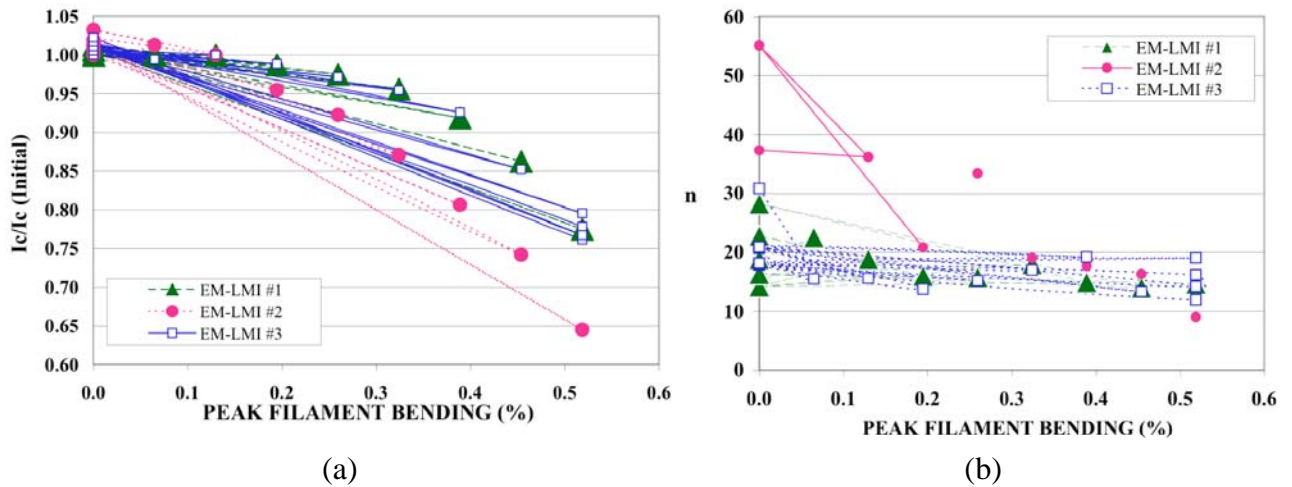 1.05
1.00
0.95
0.90
0.85
0.80
0.75
0.70
0.65
0.60
Ic/Ic (Initial)
EM-LMI #1
EM-LMI #2
EM-LMI #3
0.0 0.1 0.2 0.3 0.4 0.5 0.6
PEAK FILAMENT BENDING (%)
(a)
60
50
40
30
20
10
0
n
EM-LMI #1
EM-LMI #2
EM-LMI #3
0.0 0.1 0.2 0.3 0.4 0.5 0.6
PEAK FILAMENT BENDING (%)
(b)